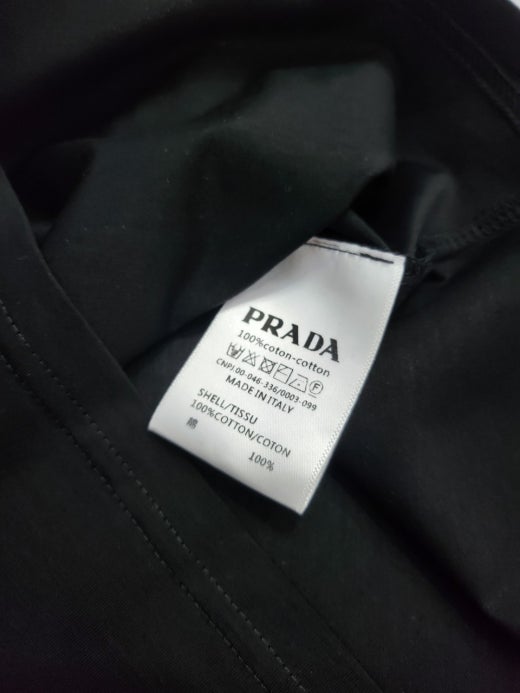 PRADA
100%coton-cotton
CNPJ.00-046-336/0003-099
MADE IN ITALY
SHELL/TISSU
100%COTTON/COTON
棉 100%